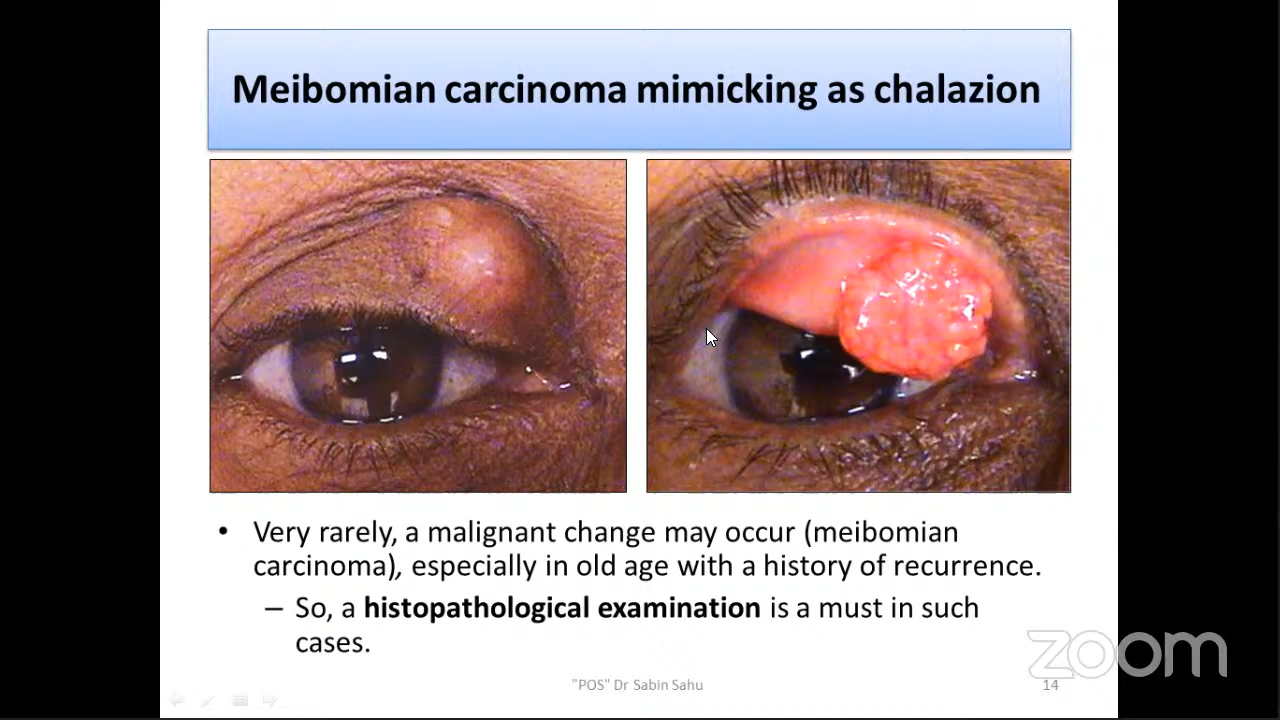 Meibomian carcinoma mimicking as chalazion
• Very rarely, a malignant change may occur (meibomian
carcinoma), especially in old age with a history of recurrence.
– So, a histopathological examination is a must in such
cases.
zoom
"POS" Dr Sabin Sahu
14